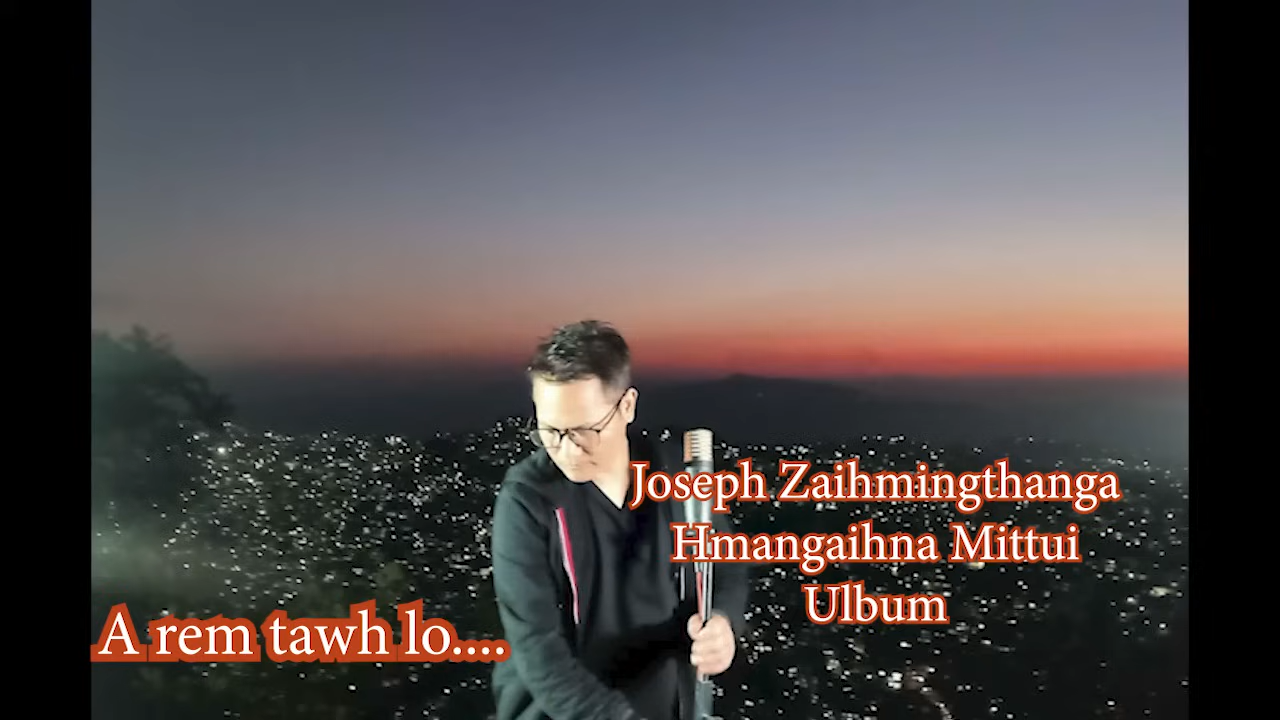 Joseph Zaihmingthanga
Hmangaihna Mittui
Ulbum
A rem tawh lo....